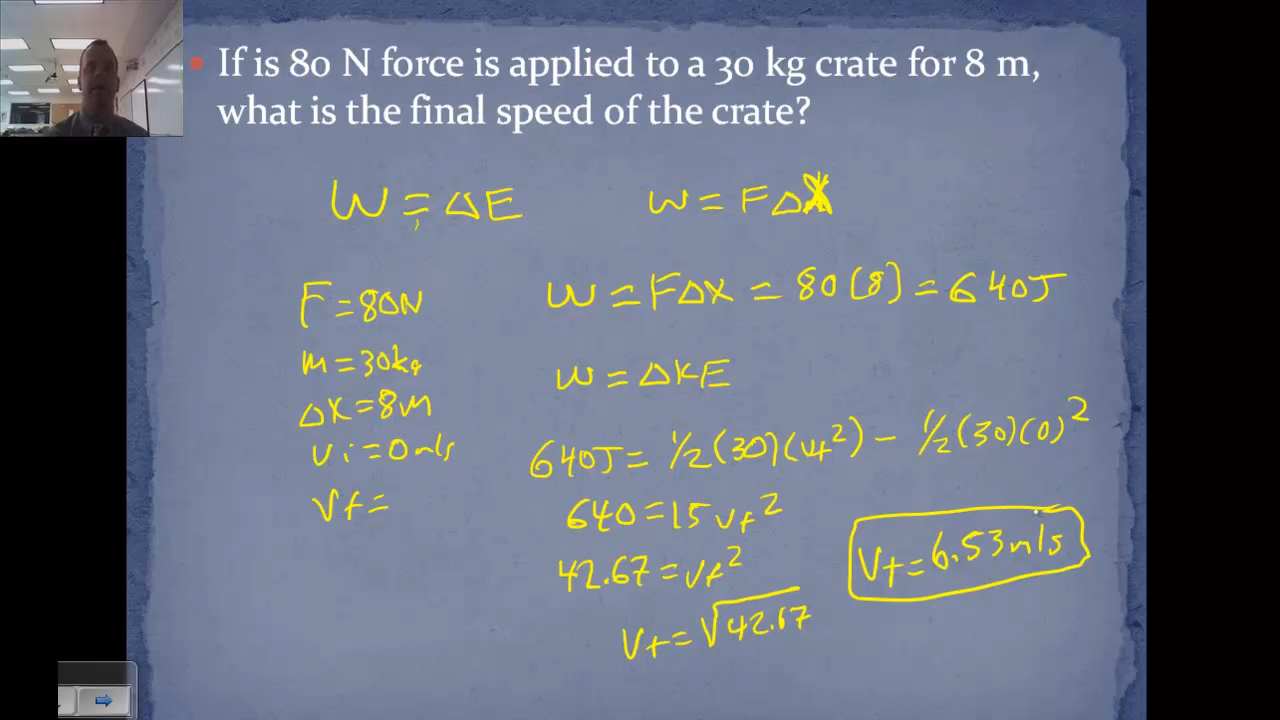 • If is 80 N force is applied to a 30 kg crate for 8 m,
what is the final speed of the crate?
W = ΔE
W = FΔX
F = 80N
m = 30kg
Δx = 8m
vi = 0m/s
Vf =
W = FΔX = 80(8) = 640J
W = ΔKE
640J = 1/2(30)(vf²) - 1/2(30)(0)²
640 = 15vf²
42.67 = vf²
Vf = √42.67
Vf = 6.53m/s